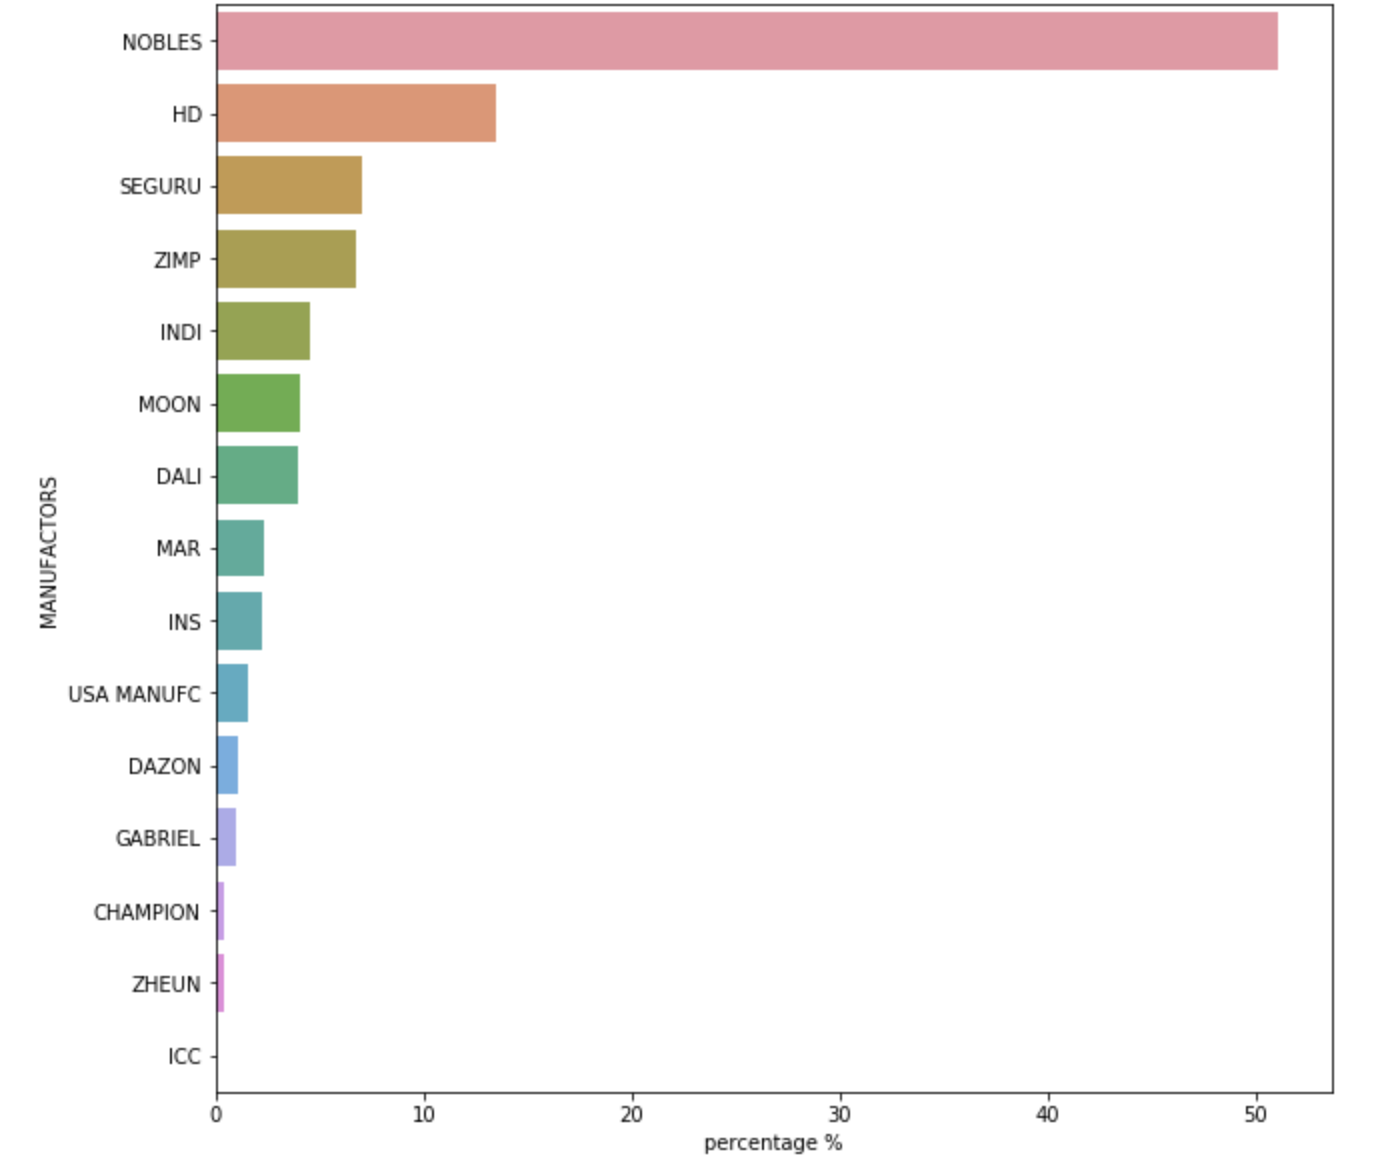 NOBLES
HD
SEGURU
ZIMP
INDI
MOON
DALI
MAR
INS
USA MANUFC
DAZON
GABRIEL
CHAMPION
ZHEUN
ICC
MANUFACTORS
0 10 20 30 40 50
percentage %